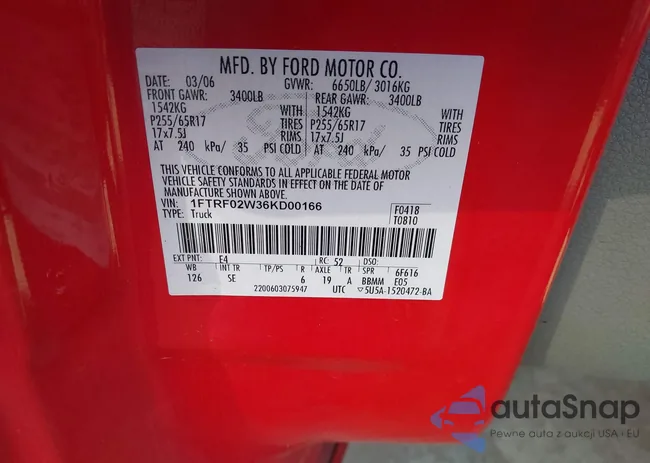 MFD. BY FORD MOTOR CO.
DATE: 03/06 GVWR: 6650LB/ 3016KG
FRONT GAWR: 3400LB REAR GAWR: 3400LB
1542KG WITH 1542KG WITH
P255/65R17 TIRES P255/65R17 TIRES
17x7.5J RIMS 17x7.5J RIMS
AT 240 kPa/ 35 PSI COLD AT 240 kPa/ 35 PSI COLD
THIS VEHICLE CONFORMS TO ALL APPLICABLE FEDERAL MOTOR
VEHICLE SAFETY STANDARDS IN EFFECT ON THE DATE OF
MANUFACTURE SHOWN ABOVE.
VIN: 1FTRF02W36KD00166 F0418
TYPE: Truck T0810
EXT PNT: E4 RC: 52 DSO:
WB INT TR TP/PS R AXLE TR SPR 6F616
126 SE 6 19 A BBMM E05
2200603075947 UTC ▽5U5A-1520472-BA
autoSnap
Pewne auta z aukcji USA i EU